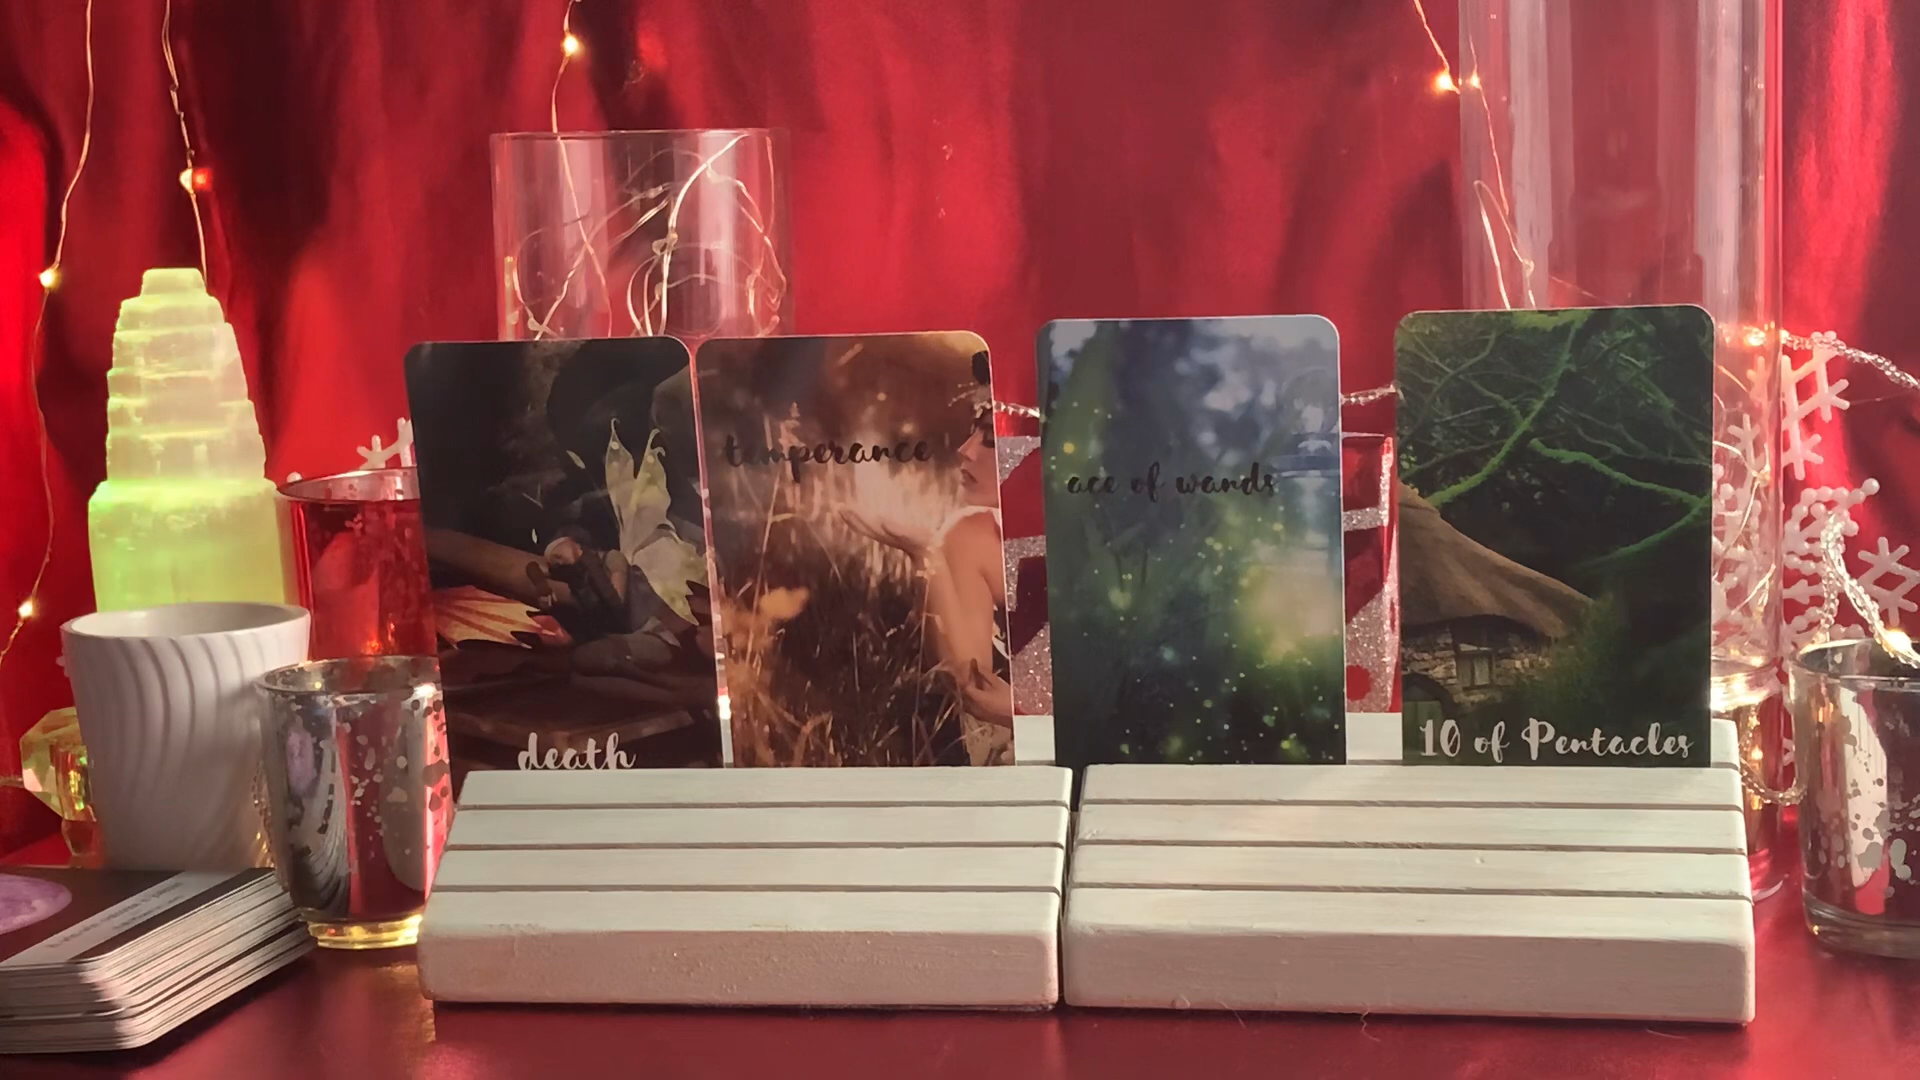 death
temperance
ace of wands
10 of Pentacles